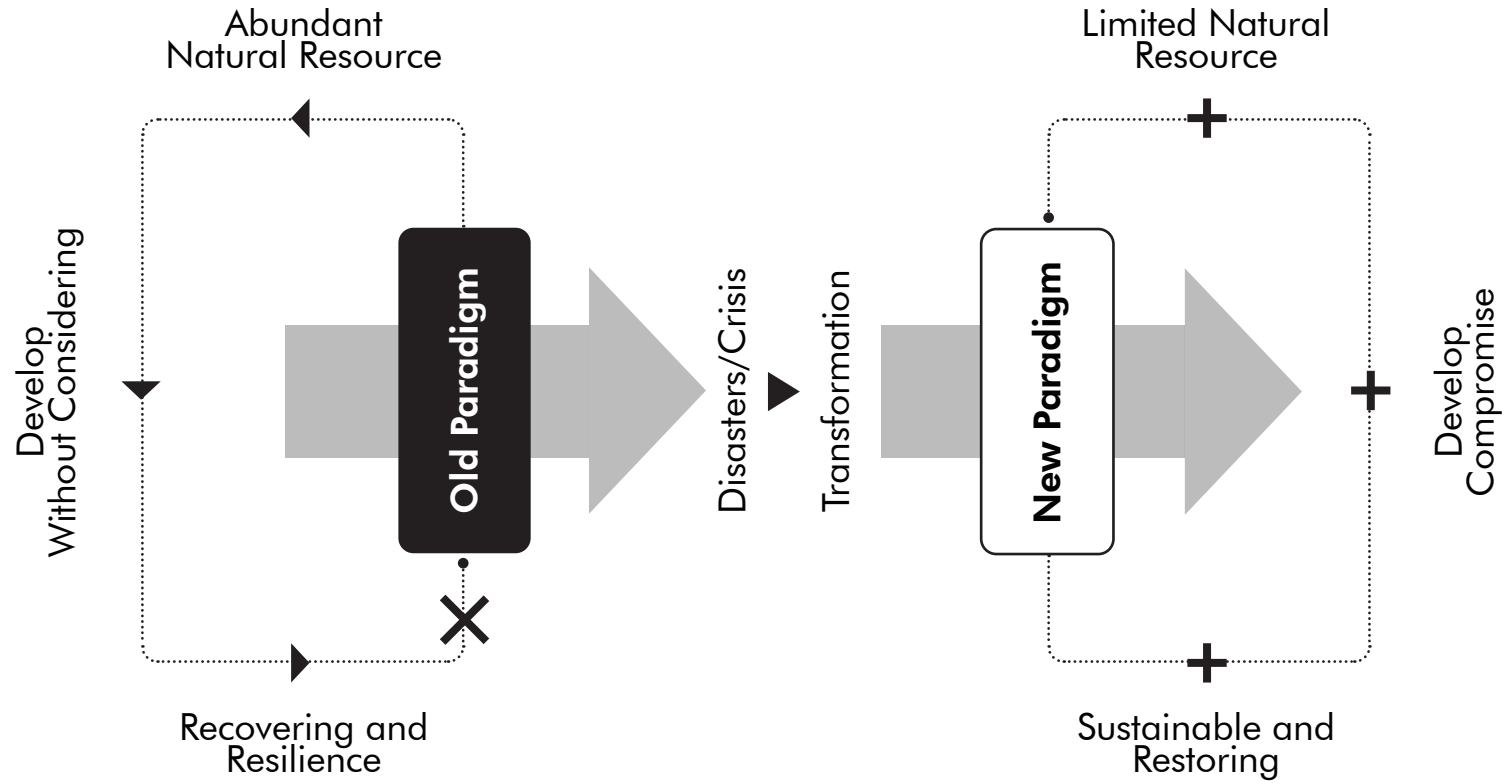 Abundant
Natural Resource
Limited Natural
Resource
Develop
Without Considering
Old Paradigm
Disasters/Crisis
Transformation
New Paradigm
Develop
Compromise
Recovering and
Resilience
Sustainable and
Restoring